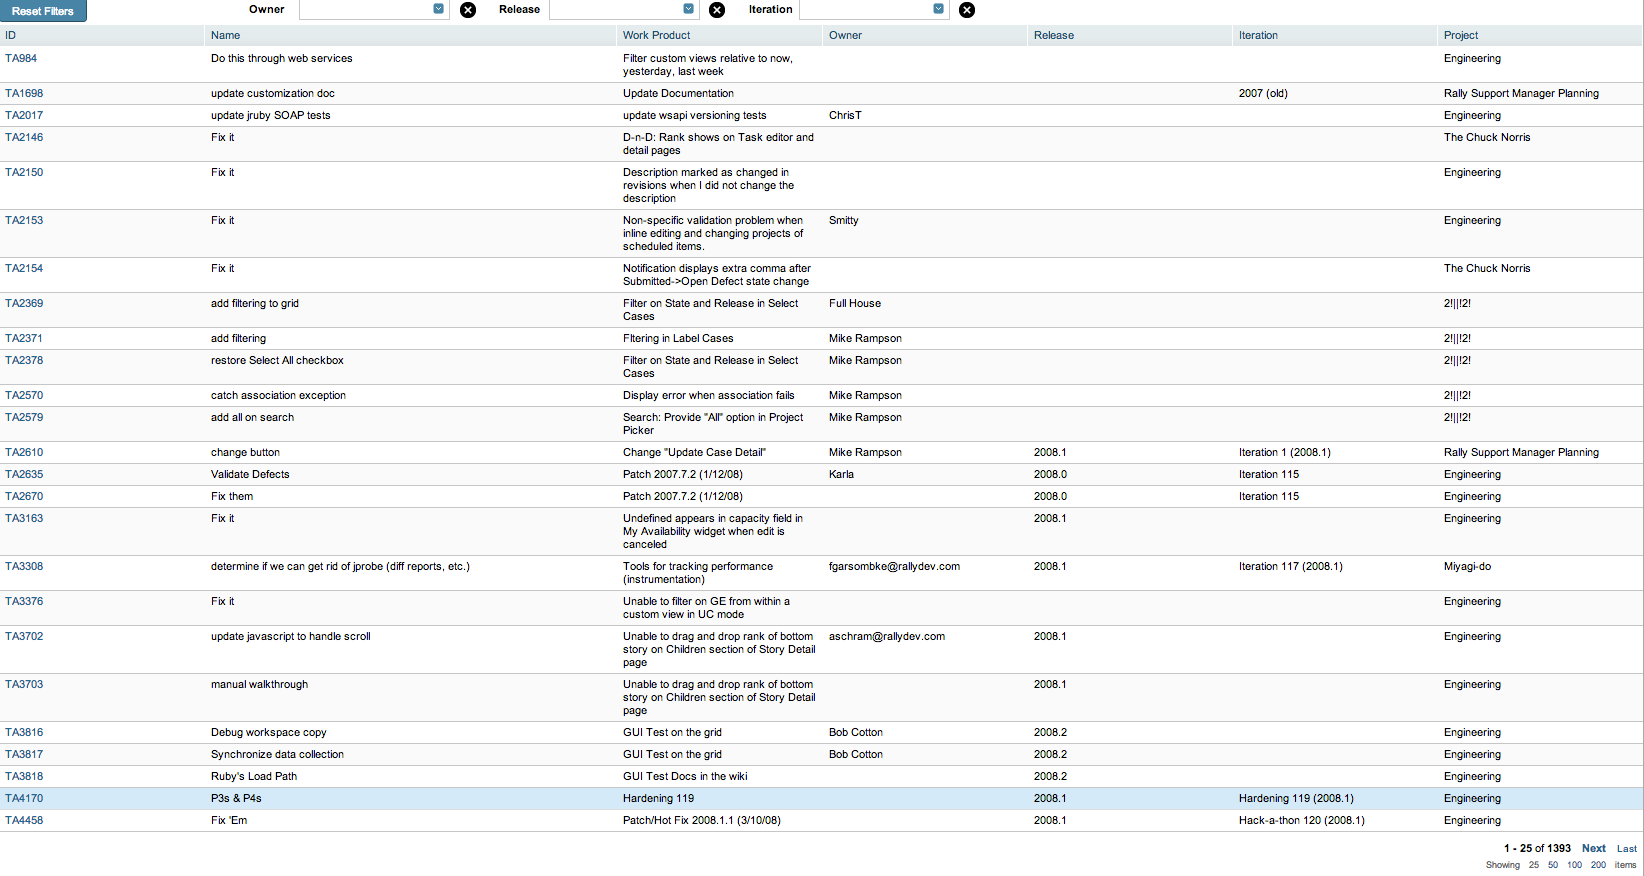 Reset Filters Owner Release Iteration
ID Name Work Product Owner Release Iteration Project
TA984 Do this through web services Filter custom views relative to now, Engineering
yesterday, last week
TA1698 update customization doc Update Documentation 2007 (old) Rally Support Manager Planning
TA2017 update jruby SOAP tests update wsapi versioning tests ChrisT Engineering
TA2146 Fix it D-n-D: Rank shows on Task editor and The Chuck Norris
detail pages
TA2150 Fix it Description marked as changed in Engineering
revisions when I did not change the
description
TA2153 Fix it Non-specific validation problem when Smitty Engineering
inline editing and changing projects of
scheduled items.
TA2154 Fix it Notification displays extra comma after The Chuck Norris
Submitted->Open Defect state change
TA2369 add filtering to grid Filter on State and Release in Select Full House 2!||!2!
Cases
TA2371 add filtering FItering in Label Cases Mike Rampson 2!||!2!
TA2378 restore Select All checkbox Filter on State and Release in Select Mike Rampson 2!||!2!
Cases
TA2570 catch association exception Display error when association fails Mike Rampson 2!||!2!
TA2579 add all on search Search: Provide "All" option in Project Mike Rampson 2!||!2!
Picker
TA2610 change button Change "Update Case Detail" Mike Rampson 2008.1 Iteration 1 (2008.1) Rally Support Manager Planning
TA2635 Validate Defects Patch 2007.7.2 (1/12/08) Karla 2008.0 Iteration 115 Engineering
TA2670 Fix them Patch 2007.7.2 (1/12/08) 2008.0 Iteration 115 Engineering
TA3163 Fix it Undefined appears in capacity field in 2008.1 Engineering
My Availability widget when edit is
canceled
TA3308 determine if we can get rid of jprobe (diff reports, etc.) Tools for tracking performance fgarsombke@rallydev.com 2008.1 Iteration 117 (2008.1) Miyagi-do
(instrumentation)
TA3376 Fix it Unable to filter on GE from within a Engineering
custom view in UC mode
TA3702 update javascript to handle scroll Unable to drag and drop rank of bottom aschram@rallydev.com 2008.1 Engineering
story on Children section of Story Detail
page
TA3703 manual walkthrough Unable to drag and drop rank of bottom 2008.1 Engineering
story on Children section of Story Detail
page
TA3816 Debug workspace copy GUI Test on the grid Bob Cotton 2008.2 Engineering
TA3817 Synchronize data collection GUI Test on the grid Bob Cotton 2008.2 Engineering
TA3818 Ruby's Load Path GUI Test Docs in the wiki 2008.2 Engineering
TA4170 P3s & P4s Hardening 119 2008.1 Hardening 119 (2008.1) Engineering
TA4458 Fix 'Em Patch/Hot Fix 2008.1.1 (3/10/08) 2008.1 Hack-a-thon 120 (2008.1) Engineering
1 - 25 of 1393 Next Last
Showing 25 50 100 200 items